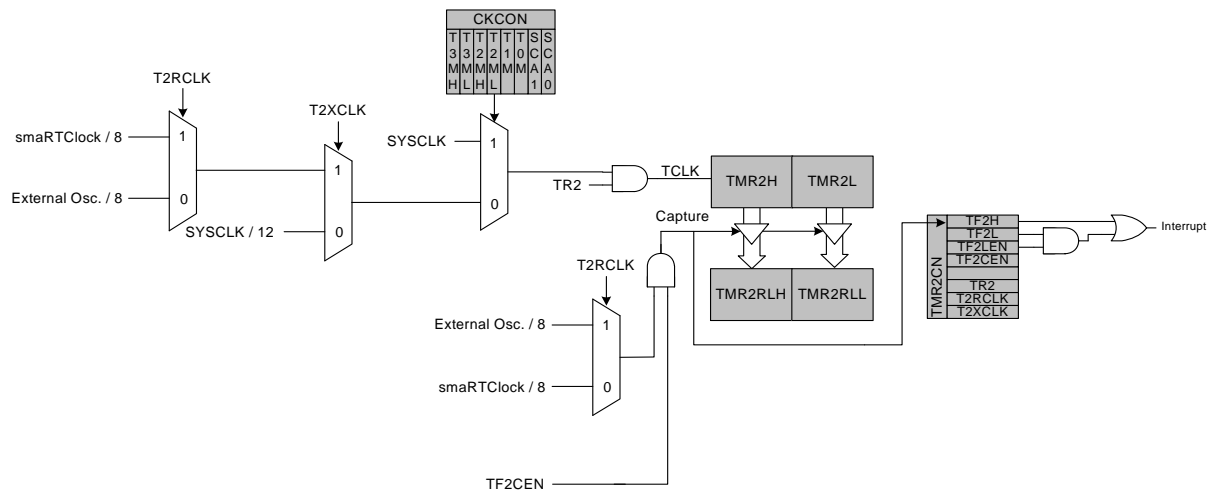 CKCON
T3MH
T3ML
T2MH
T2ML
T1M
T0M
SCA1
SCA0
T2RCLK
smaRTClock / 8
1
External Osc. / 8
0
T2XCLK
1
SYSCLK / 12
0
SYSCLK
1
0
TR2
TCLK
TMR2H
TMR2L
Capture
TMR2RLH
TMR2RLL
T2RCLK
External Osc. / 8
1
smaRTClock / 8
0
TF2CEN
TMR2CN
TF2H
TF2L
TF2LEN
TF2CEN
TR2
T2RCLK
T2XCLK
Interrupt